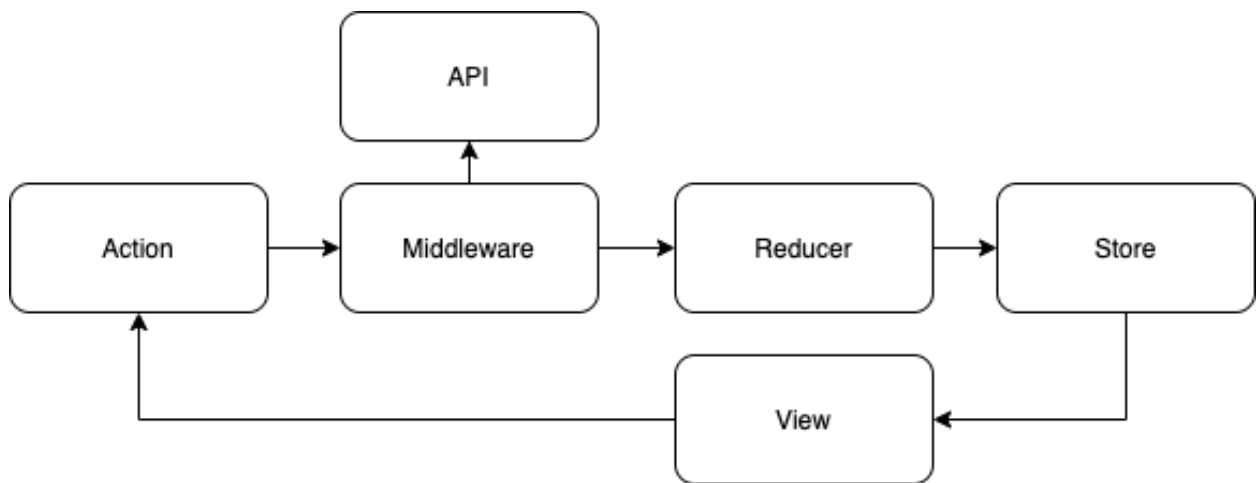 API
Action
Middleware
Reducer
Store
View